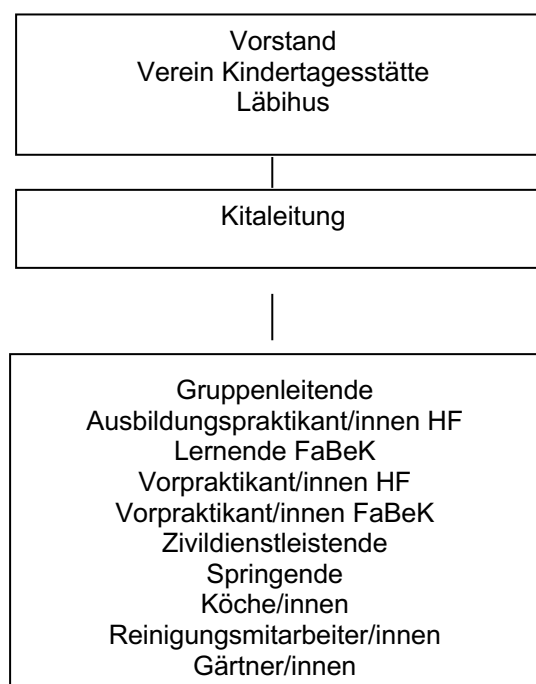 Vorstand
Verein Kindertagesstätte
Läbihus
Kitaleitung
Gruppenleitende
Ausbildungspraktikant/innen HF
Lernende FaBeK
Vorpraktikant/innen HF
Vorpraktikant/innen FaBeK
Zivildienstleistende
Springende
Köche/innen
Reinigungsmitarbeiter/innen
Gärtner/innen